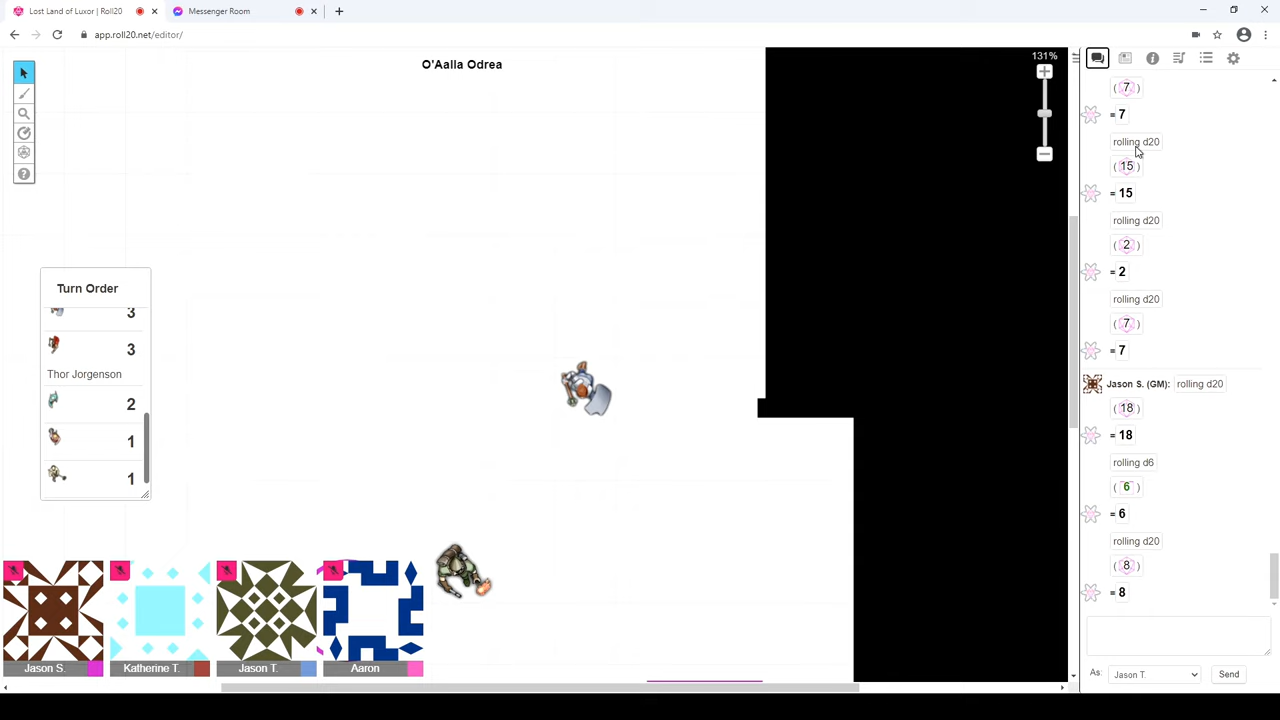 Lost Land of Luxor | Roll20
Messenger Room
app.roll20.net/editor/
O'Aalla Odrea
131%
Turn Order
3
3
Thor Jorgenson
2
1
1
Jason S.
Katherine T.
Jason T.
Aaron
(7)
= 7
rolling d20
(15)
= 15
rolling d20
(2)
= 2
rolling d20
(7)
= 7
Jason S. (GM): rolling d20
(18)
= 18
rolling d6
(6)
= 6
rolling d20
(8)
= 8
As: Jason T. Send